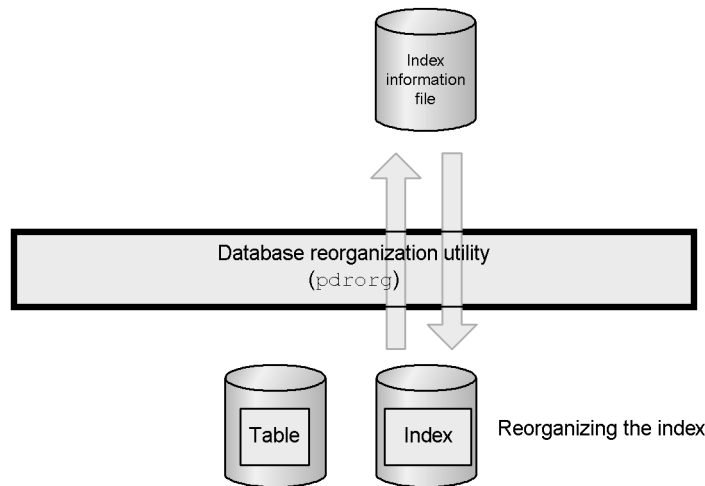 Index
information
file
Database reorganization utility
(pdrorg)
Table
Index
Reorganizing the index